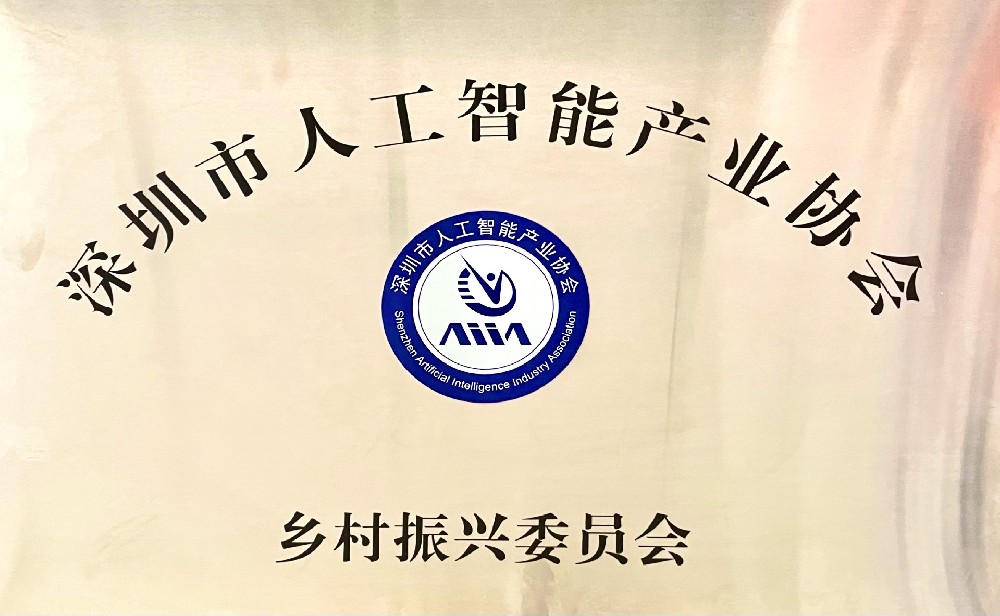 深圳市人工智能产业协会
深圳市人工智能产业协会
AIIA
Shenzhen Artificial Intelligence Industry Association
乡村振兴委员会